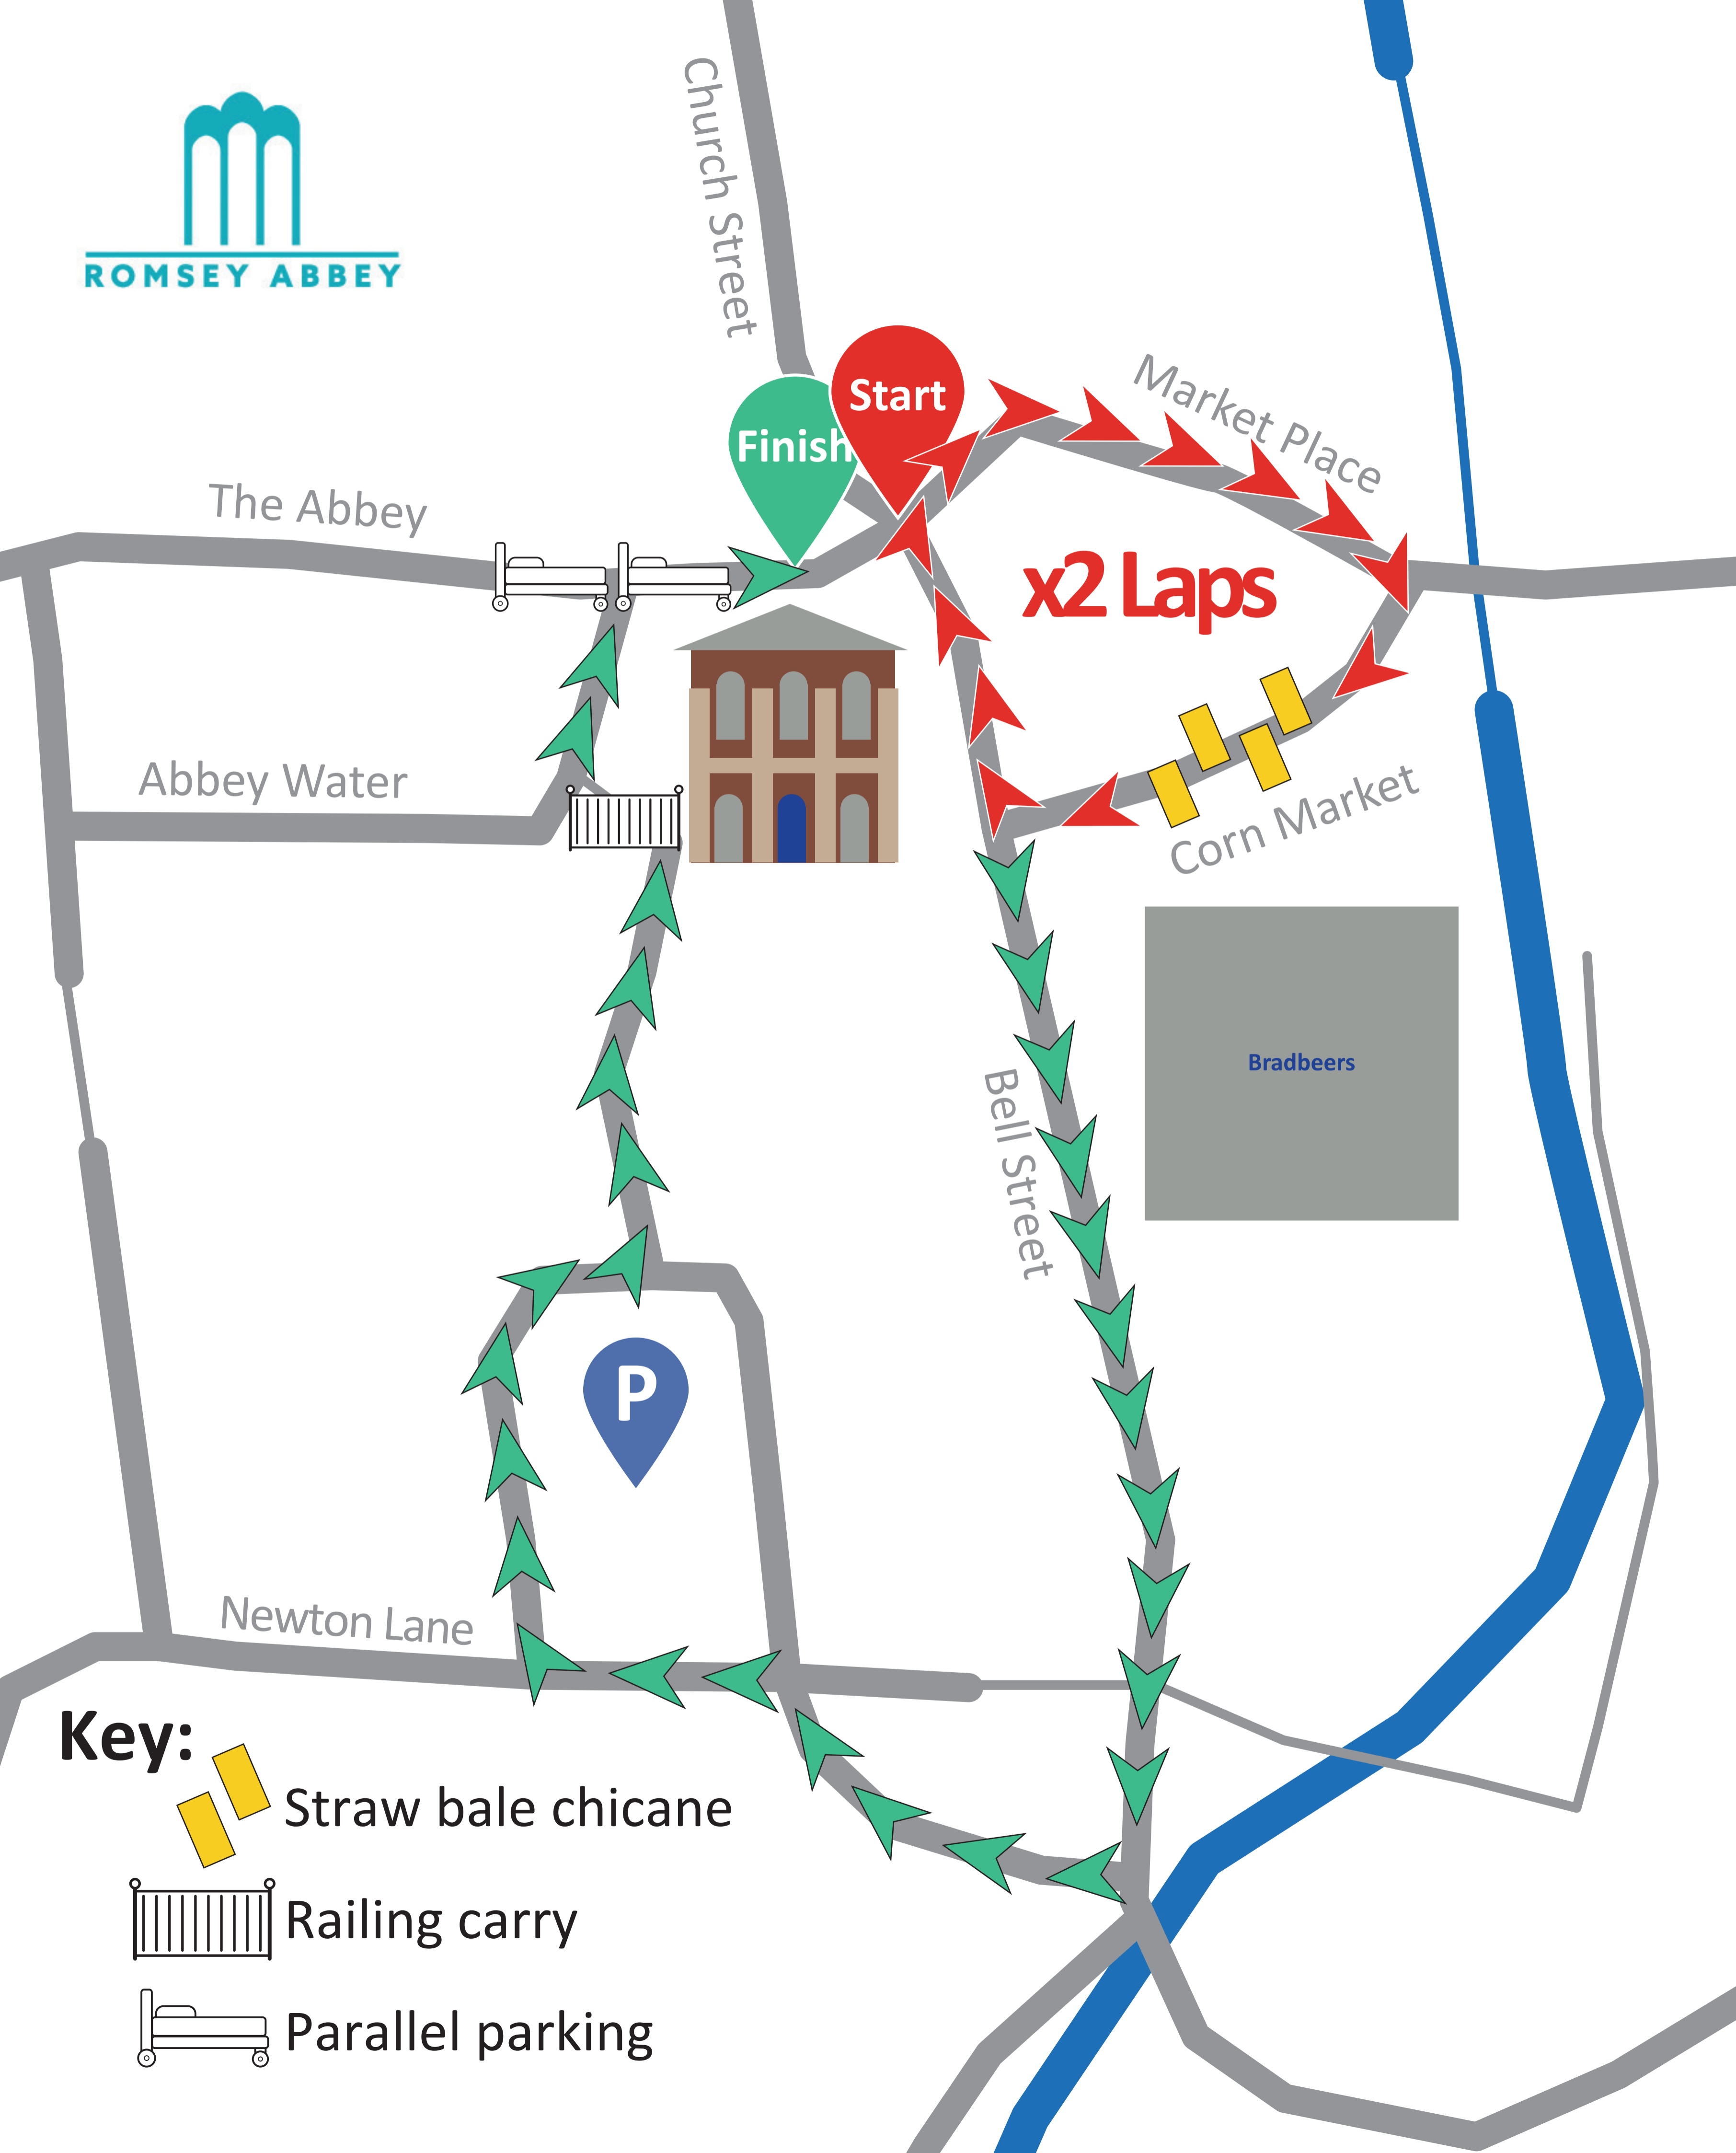 Church Street
ROMSEY ABBEY
Start
Finish
Market Place
The Abbey
x2 Laps
Abbey Water
Corn Market
Bradbeers
Bell Street
P
Newton Lane
Key:
Straw bale chicane
Railing carry
Parallel parking